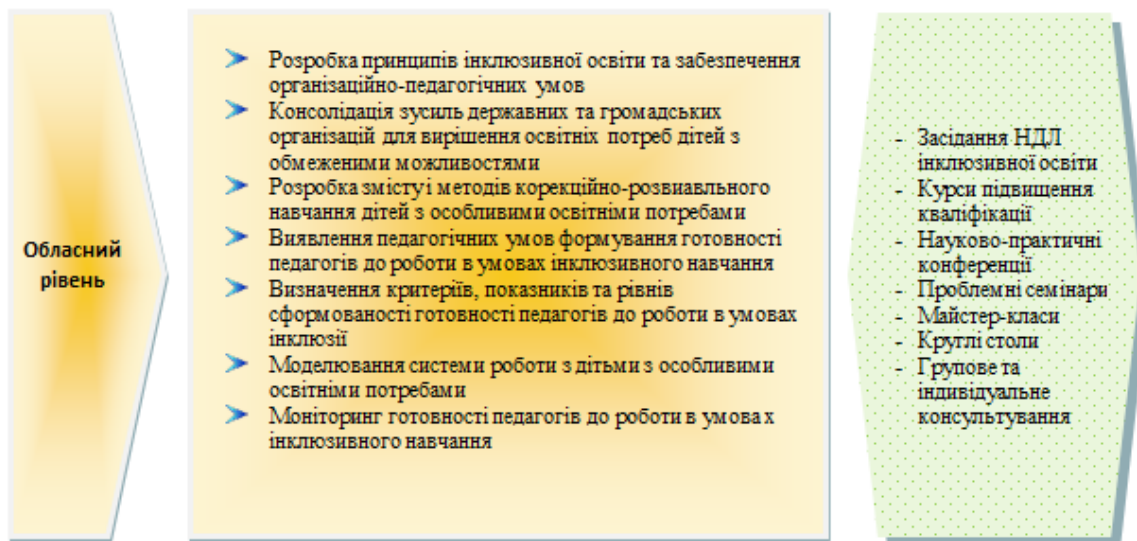 Обласний
рівень
Розробка принципів інклюзивної освіти та забезпечення
організаційно-педагогічних умов
Консолідація зусиль державних та громадських
організацій для вирішення освітніх потреб дітей з
обмеженими можливостями
Розробка змісту і методів корекційно-розвиавльного
навчання дітей з особливими освітніми потребами
Виявлення педагогічних умов формування готовності
педагогів до роботи в умовах інклюзивного навчання
Визначення критеріїв, показників та рівнів
сформованості готовності педагогів до роботи в умовах
інклюзії
Моделювання системи роботи з дітьми з особливими
освітніми потребами
Моніторинг готовності педагогів до роботи в умовах
інклюзивного навчання
- Засідання НДЛ
інклюзивної освіти
- Курси підвищення
кваліфікації
- Науково-практичні
конференції
- Проблемні семінари
- Майстер-класи
- Круглі столи
- Групове та
індивідуальне
консультування